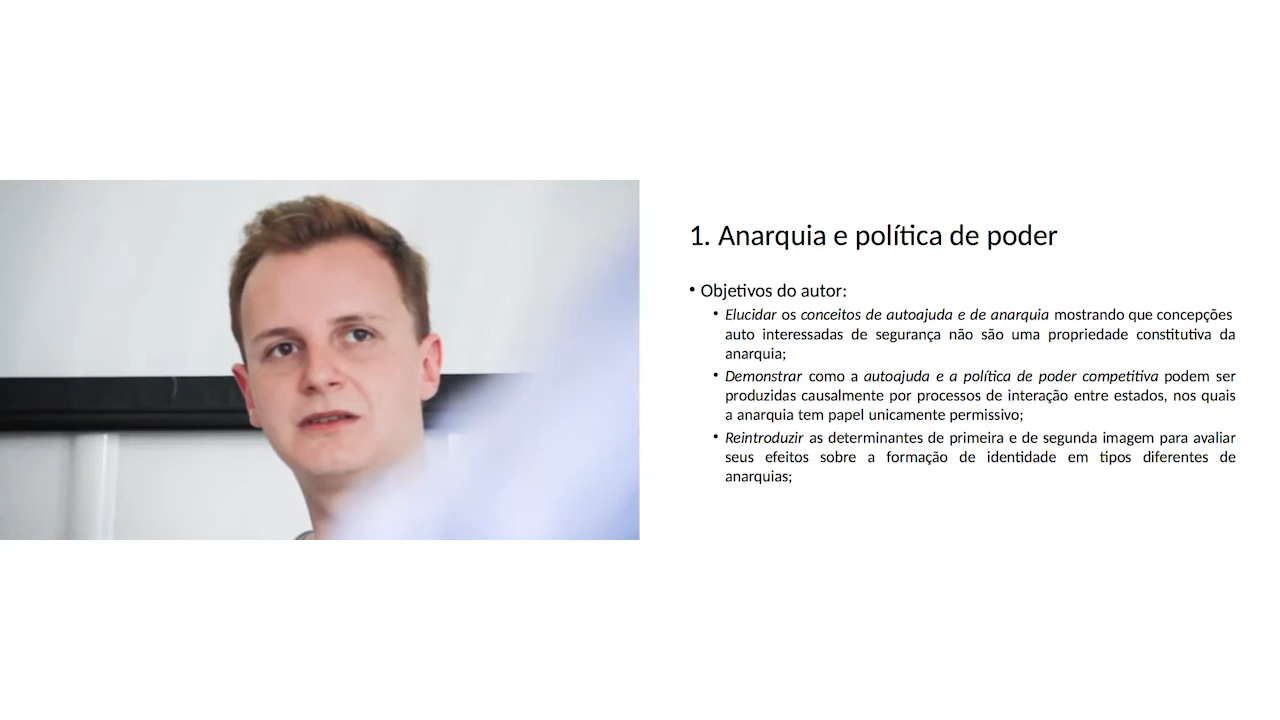 1. Anarquia e política de poder
• Objetivos do autor:
• Elucidar os conceitos de autoajuda e de anarquia mostrando que concepções
auto interessadas de segurança não são uma propriedade constitutiva da
anarquia;
• Demonstrar como a autoajuda e a política de poder competitiva podem ser
produzidas causalmente por processos de interação entre estados, nos quais
a anarquia tem papel unicamente permissivo;
• Reintroduzir as determinantes de primeira e de segunda imagem para avaliar
seus efeitos sobre a formação de identidade em tipos diferentes de
anarquias;